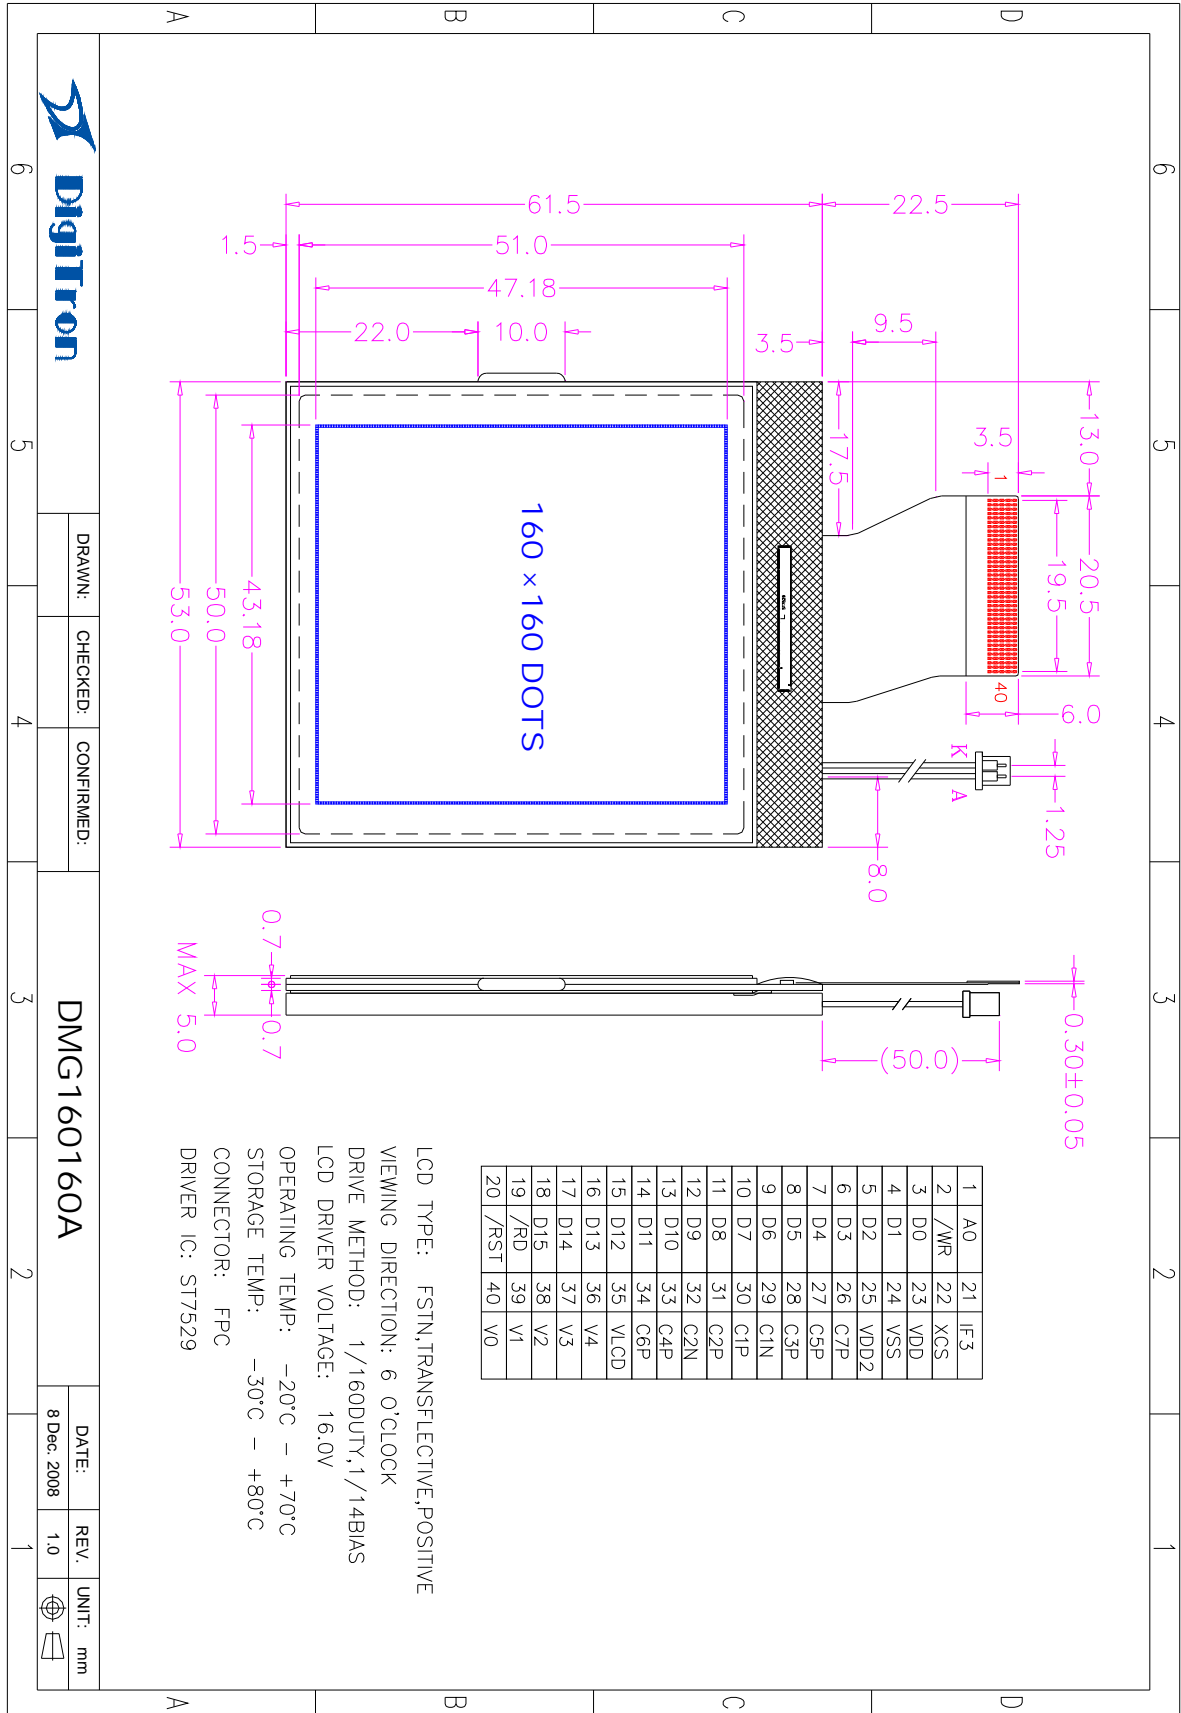 6
5
4
3
2
1
D
C
B
A
61.5
22.5
1.5
51.0
47.18
22.0
10.0
3.5
9.5
13.0
3.5
17.5
1
20.5
19.5
40
6.0
K
A
1.25
8.0
160 × 160 DOTS
43.18
50.0
53.0
0.7
0.7
MAX 5.0
(50.0)
0.30±0.05
1 A0 21 IF3
2 /WR 22 XCS
3 D0 23 VDD
4 D1 24 VSS
5 D2 25 VDD2
6 D3 26 C7P
7 D4 27 C5P
8 D5 28 C3P
9 D6 29 C1N
10 D7 30 C1P
11 D8 31 C2P
12 D9 32 C2N
13 D10 33 C4P
14 D11 34 C6P
15 D12 35 VLCD
16 D13 36 V4
17 D14 37 V3
18 D15 38 V2
19 /RD 39 V1
20 /RST 40 V0
LCD TYPE: FSTN,TRANSFLECTIVE,POSITIVE
VIEWING DIRECTION: 6 O'CLOCK
DRIVE METHOD: 1/160DUTY,1/14BIAS
LCD DRIVER VOLTAGE: 16.0V
OPERATING TEMP: -20°C - +70°C
STORAGE TEMP: -30°C - +80°C
CONNECTOR: FPC
DRIVER IC: ST7529
D
C
B
A
DigiTron
DRAWN: CHECKED: CONFIRMED:
DMG160160A
DATE: REV. UNIT: mm
8 Dec. 2008 1.0
6
5
4
3
2
1